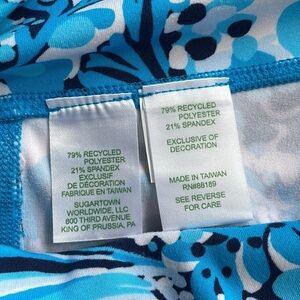 79% RECYCLED
POLYESTER
21% SPANDEX
EXCLUSIF
DE DÉCORATION
FABRIQUE EN TAIWAN
SUGARTOWN
WORLDWIDE, LLC
800 THIRD AVENUE
KING OF PRUSSIA, PA
79% RECYCLED
POLYESTER
21% SPANDEX
EXCLUSIVE OF
DECORATION
MADE IN TAIWAN
RN#88189
SEE REVERSE
FOR CARE